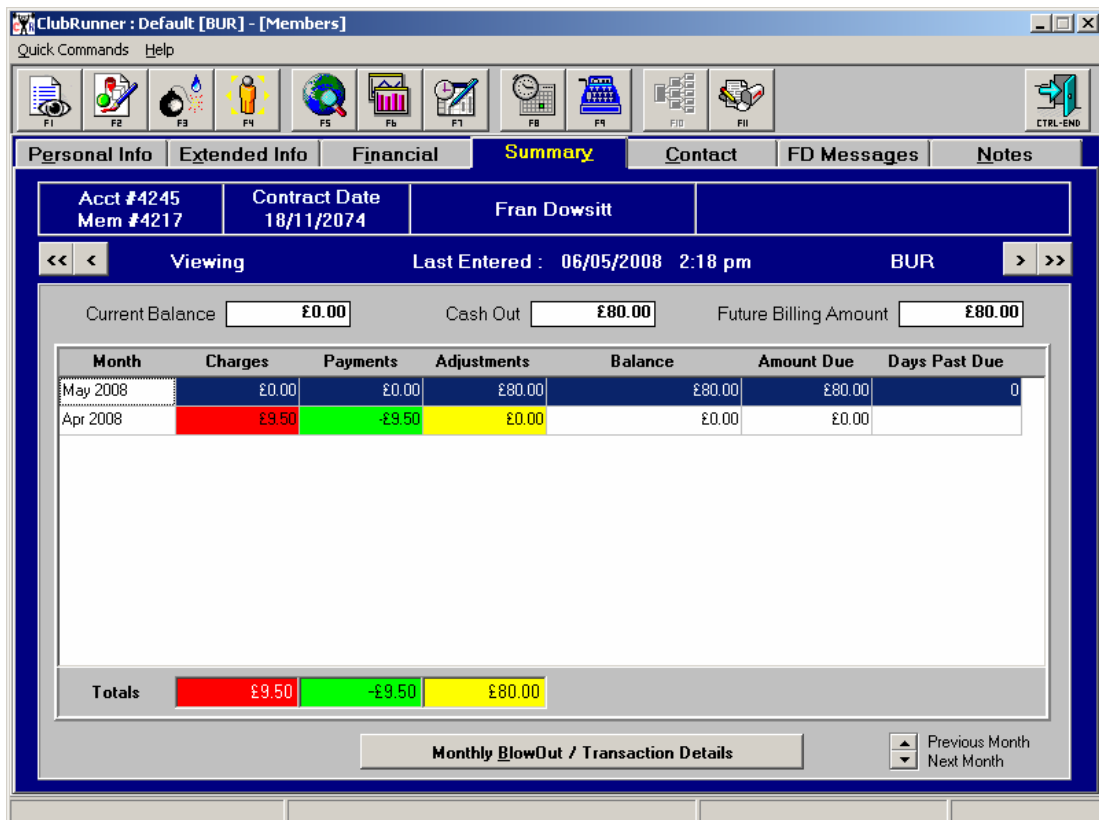 ClubRunner : Default [BUR] - [Members]
Quick Commands Help
F1 F2 F3 F4 F5 F6 F7 F8 F9 F10 F11 CTRL-END
Personal Info Extended Info Financial Summary Contact FD Messages Notes
Acct #4245 Contract Date Fran Dowsitt
Mem #4217 18/11/2074
<< < Viewing Last Entered : 06/05/2008 2:18 pm BUR > >>
Current Balance £0.00 Cash Out £80.00 Future Billing Amount £80.00
Month Charges Payments Adjustments Balance Amount Due Days Past Due
May 2008 £0.00 £0.00 £80.00 £80.00 £80.00 0
Apr 2008 £9.50 -£9.50 £0.00 £0.00 £0.00
Totals £9.50 -£9.50 £80.00
Monthly BlowOut / Transaction Details
Previous Month
Next Month